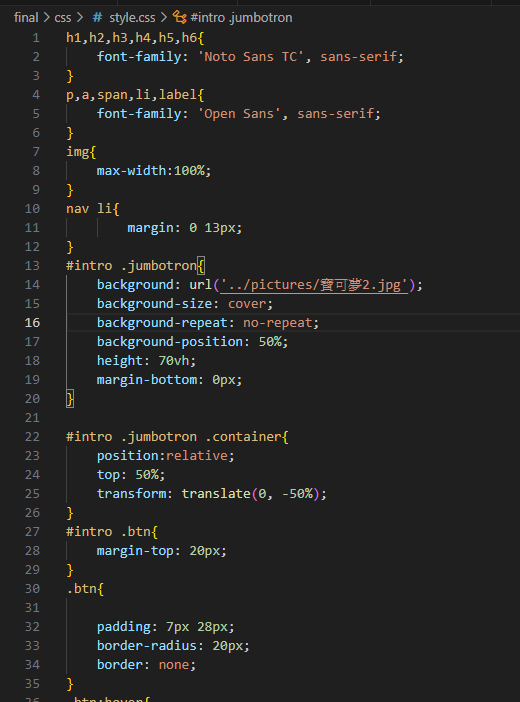 final > css > # style.css > #intro .jumbotron
1 h1,h2,h3,h4,h5,h6{
2 font-family: 'Noto Sans TC', sans-serif;
3 }
4 p,a,span,li,label{
5 font-family: 'Open Sans', sans-serif;
6 }
7 img{
8 max-width:100%;
9 }
10 nav li{
11 margin: 0 13px;
12 }
13 #intro .jumbotron{
14 background: url('../pictures/寶可夢2.jpg');
15 background-size: cover;
16 background-repeat: no-repeat;
17 background-position: 50%;
18 height: 70vh;
19 margin-bottom: 0px;
20 }
21
22 #intro .jumbotron .container{
23 position:relative;
24 top: 50%;
25 transform: translate(0, -50%);
26 }
27 #intro .btn{
28 margin-top: 20px;
29 }
30 .btn{
31
32 padding: 7px 28px;
33 border-radius: 20px;
34 border: none;
35 }
36 .btn:hover{